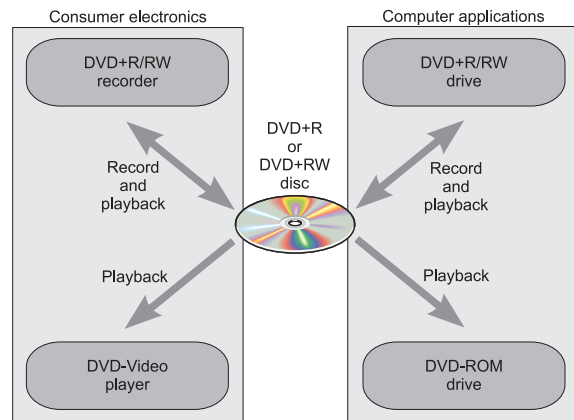 Consumer electronics
Computer applications
DVD+R/RW
recorder
DVD+R/RW
drive
DVD+R
or
DVD+RW
disc
Record
and
playback
Record
and
playback
Playback
Playback
DVD-Video
player
DVD-ROM
drive